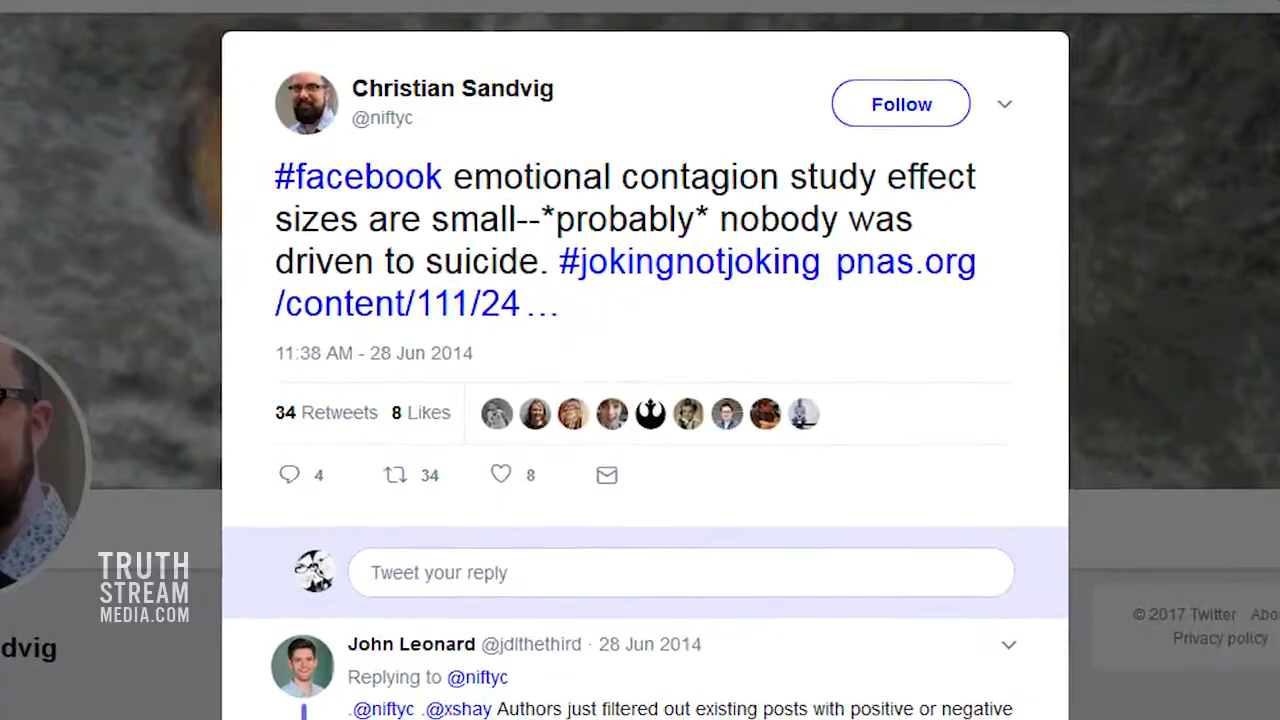 Christian Sandvig
@niftyc
Follow
#facebook emotional contagion study effect
sizes are small--*probably* nobody was
driven to suicide. #jokingnotjoking pnas.org
/content/111/24...
11:38 AM - 28 Jun 2014
34 Retweets 8 Likes
4 34 8
Tweet your reply
TRUTH
STREAM
MEDIA.COM
dvig
© 2017 Twitter Abo
Privacy policy
John Leonard @jdlthethird · 28 Jun 2014
Replying to @niftyc
.@niftyc .@xshay Authors just filtered out existing posts with positive or negative